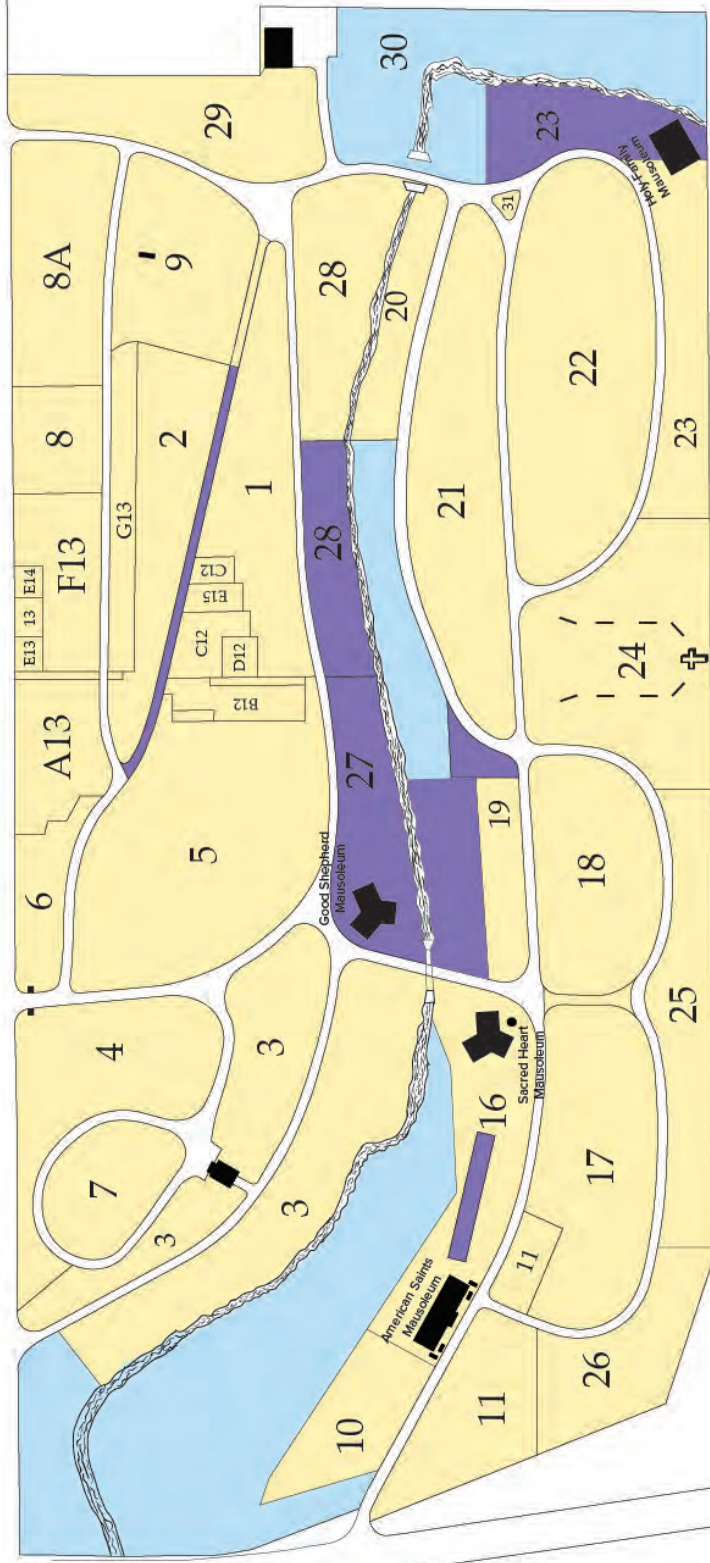 30
29
23
Holy Family
Mausoleum
31
9
8A
28
20
22
8
2
1
21
23
G13
F13
E14
13
E13
C12
E15
C12
D12
B12
28
24
A13
27
19
18
6
5
Good Shepherd
Mausoleum
25
4
3
Sacred Heart
Mausoleum
16
7
3
3
17
11
American Saints
Mausoleum
10
11
26